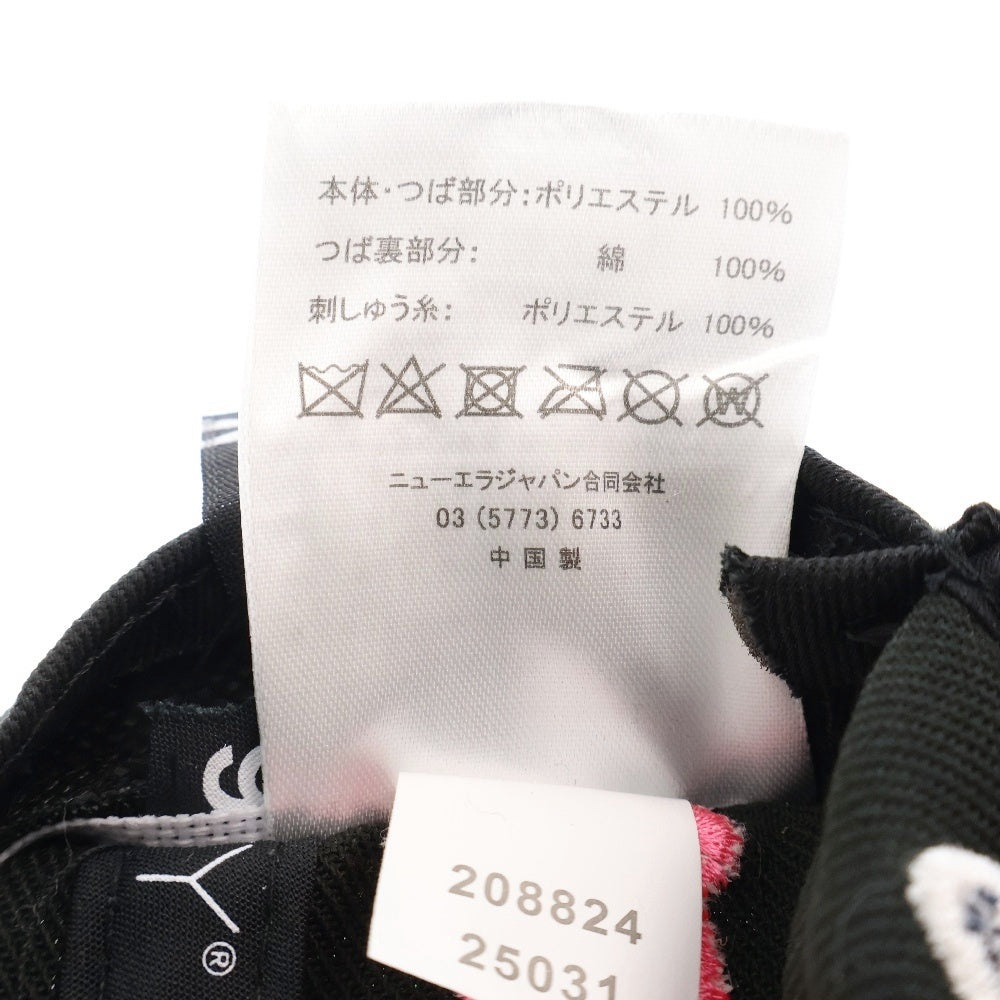 本体・つば部分:ポリエステル 100%
つば裏部分: 綿 100%
刺しゅう糸: ポリエステル 100%
W
ニューエラジャパン合同会社
03 (5773) 6733
中国製
9
Y®
208824
25031